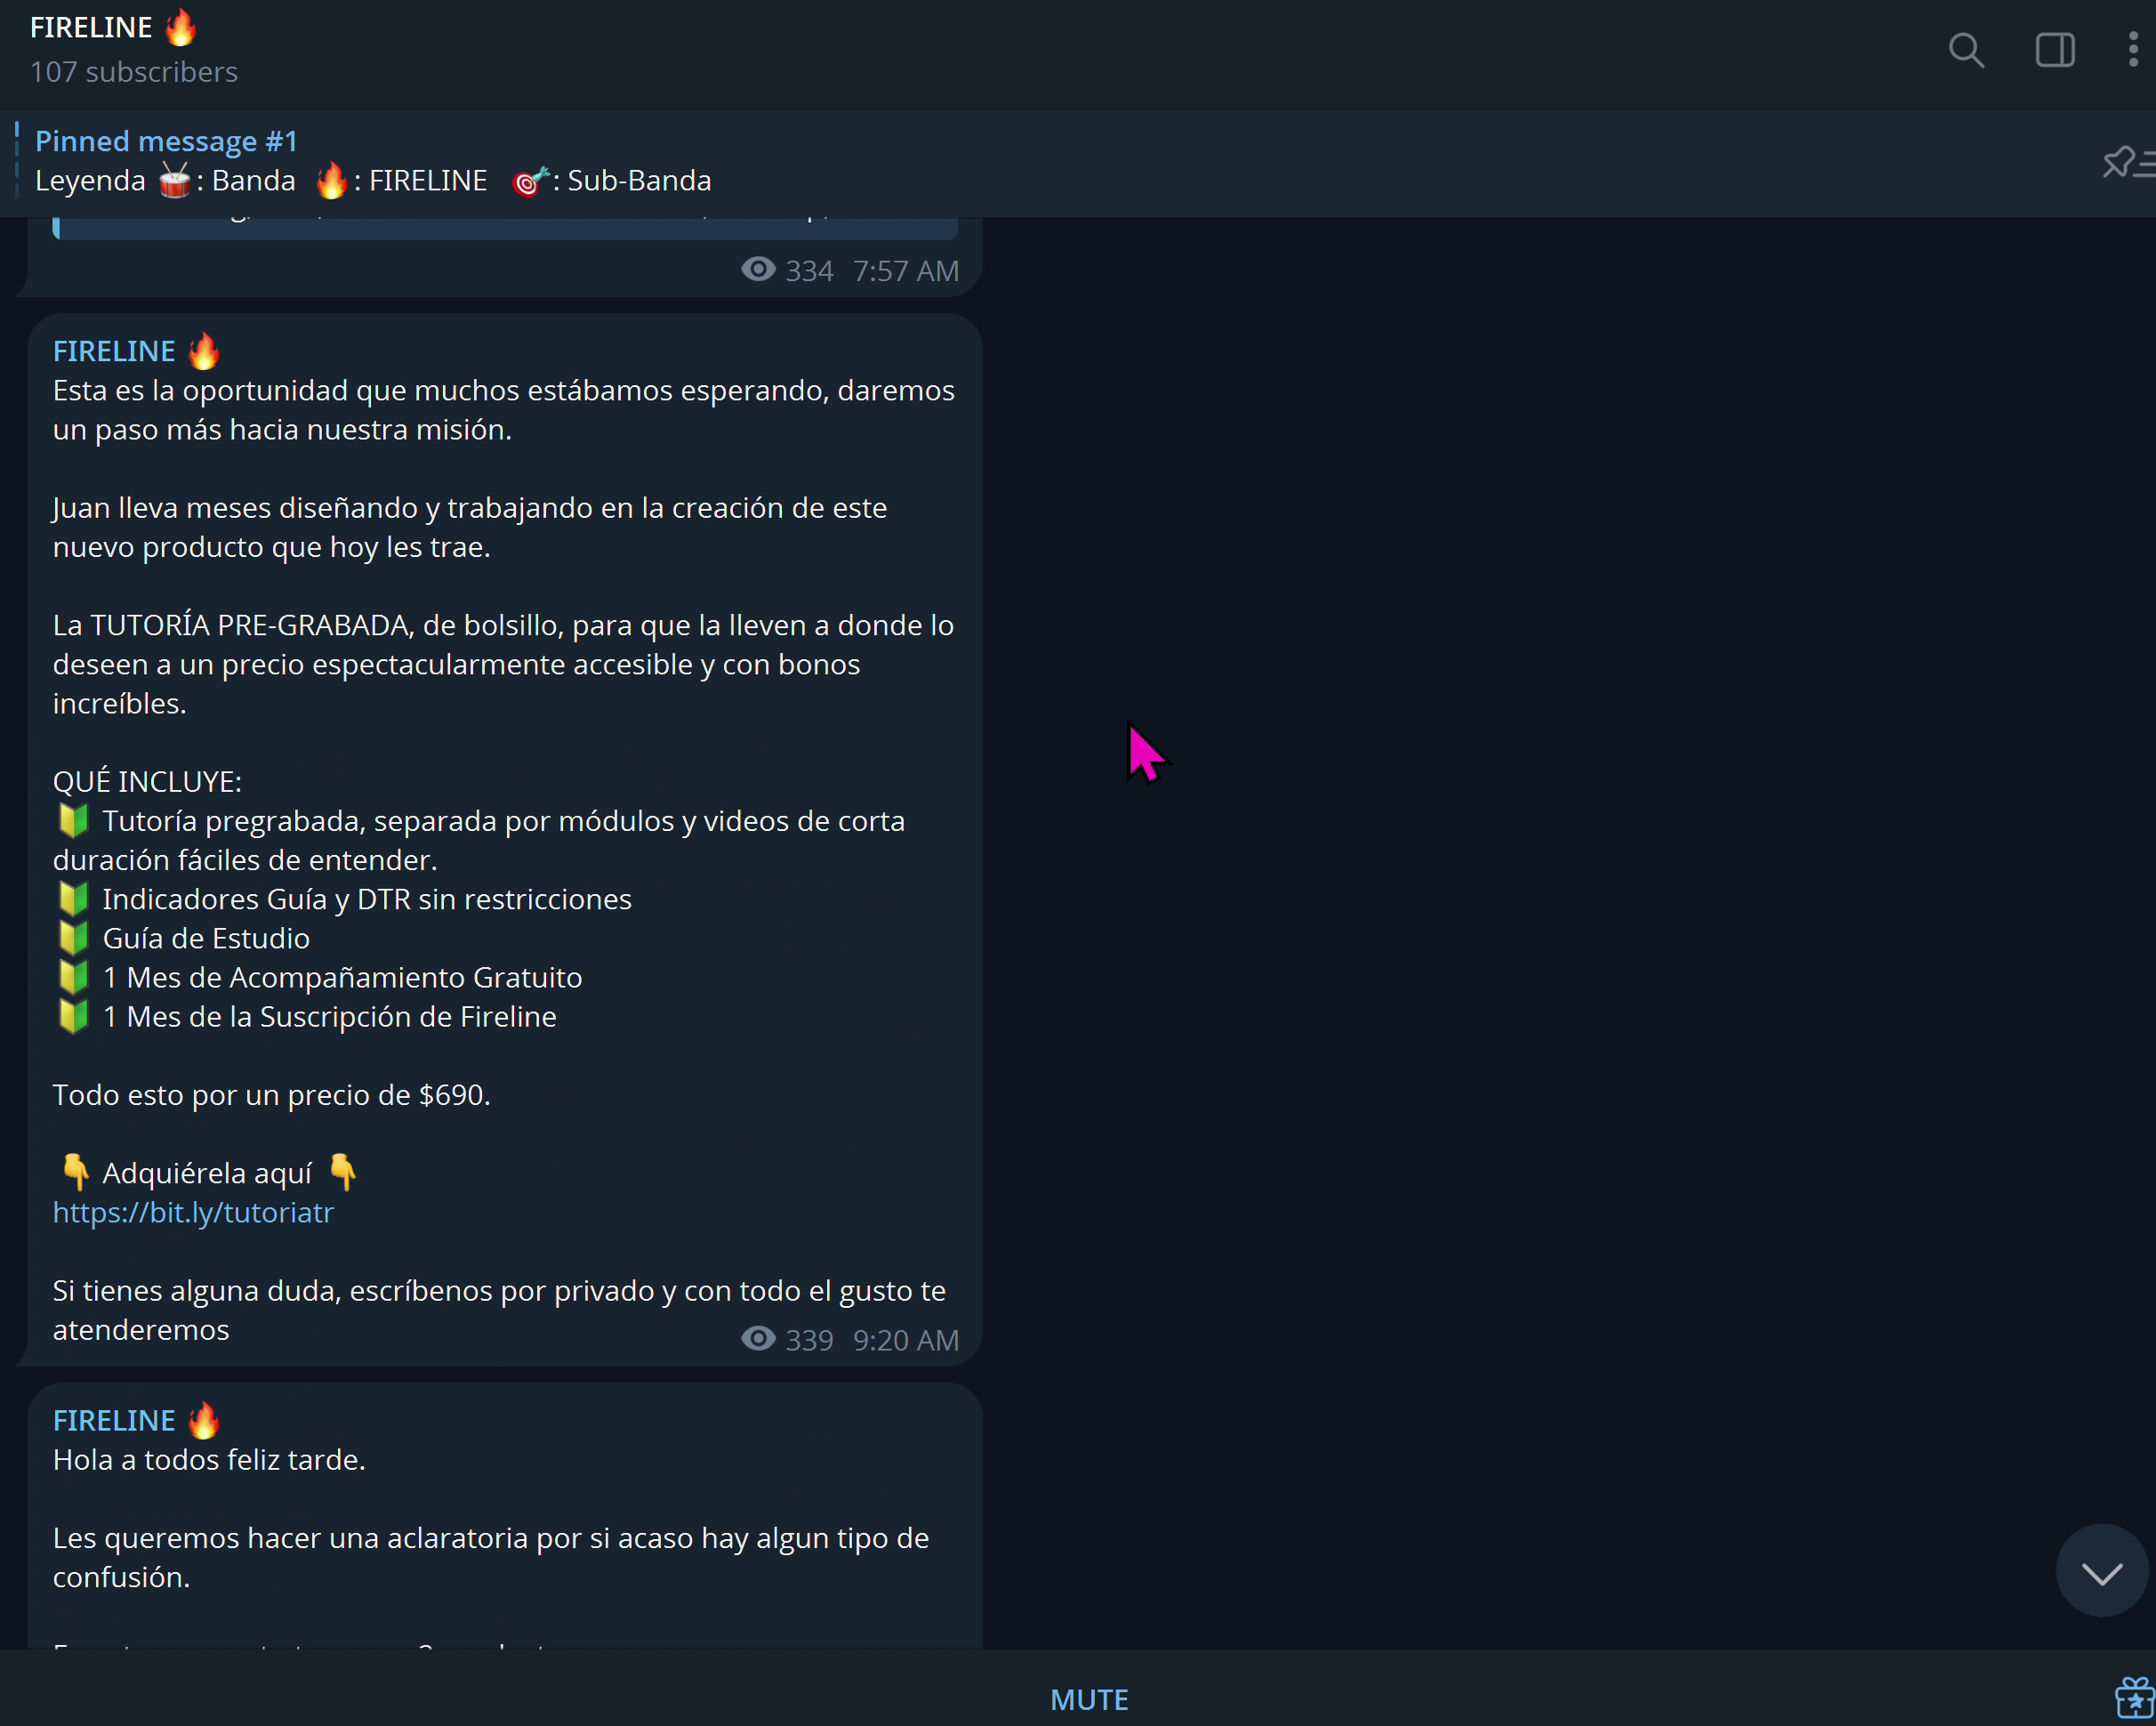 FIRELINE 🔥
107 subscribers
Pinned message #1
Leyenda 🥁: Banda 🔥: FIRELINE 🎯: Sub-Banda
334 7:57 AM
FIRELINE 🔥
Esta es la oportunidad que muchos estábamos esperando, daremos
un paso más hacia nuestra misión.
Juan lleva meses diseñando y trabajando en la creación de este
nuevo producto que hoy les trae.
La TUTORÍA PRE-GRABADA, de bolsillo, para que la lleven a donde lo
deseen a un precio espectacularmente accesible y con bonos
increíbles.
QUÉ INCLUYE:
🔰 Tutoría pregrabada, separada por módulos y videos de corta
duración fáciles de entender.
🔰 Indicadores Guía y DTR sin restricciones
🔰 Guía de Estudio
🔰 1 Mes de Acompañamiento Gratuito
🔰 1 Mes de la Suscripción de Fireline
Todo esto por un precio de $690.
👇 Adquiérela aquí 👇
https://bit.ly/tutoriatr
Si tienes alguna duda, escríbenos por privado y con todo el gusto te
atenderemos
339 9:20 AM
FIRELINE 🔥
Hola a todos feliz tarde.
Les queremos hacer una aclaratoria por si acaso hay algun tipo de
confusión.
MUTE